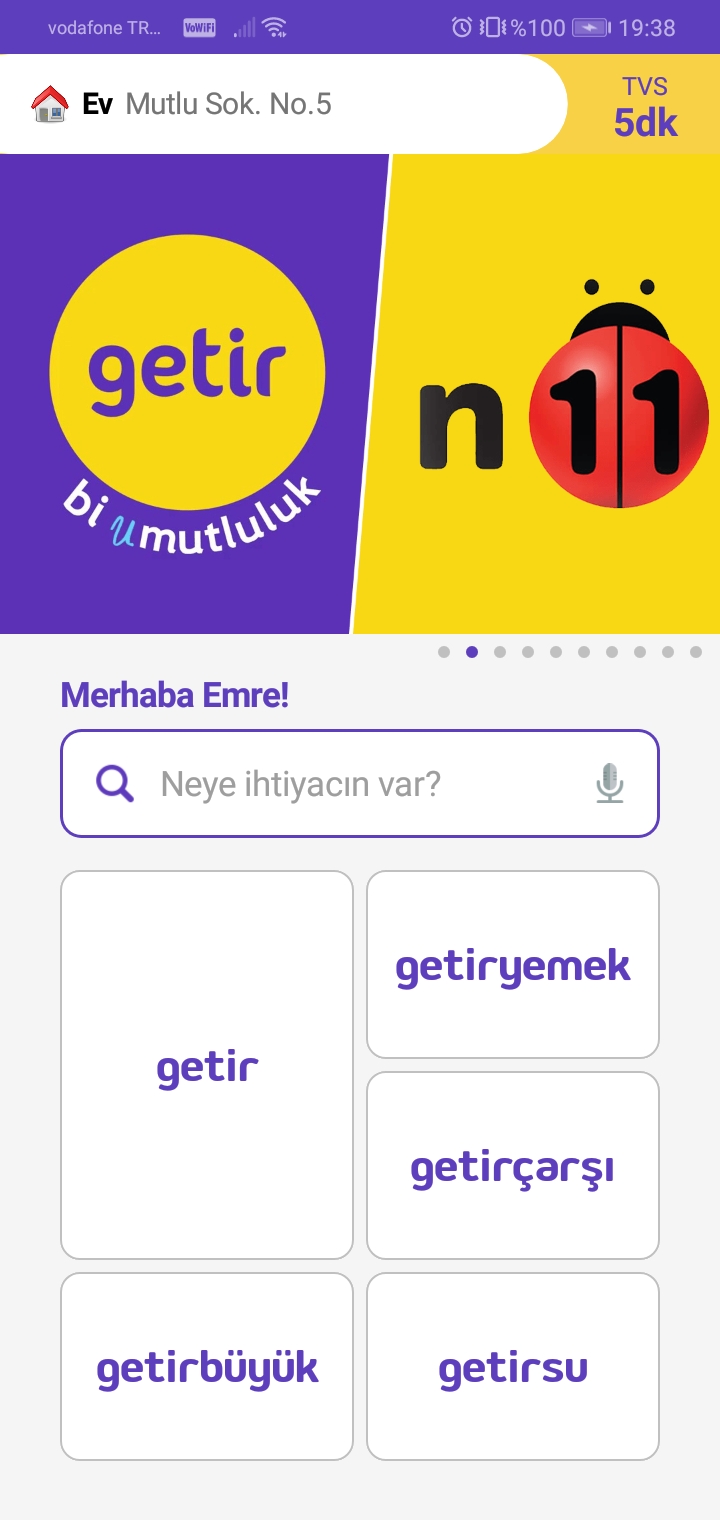 vodafone TR... VoWiFi %100 19:38
Ev Mutlu Sok. No.5
TVS
5dk
getir
bi umutluluk
n11
Merhaba Emre!
Neye ihtiyacın var?
getir
getiryemek
getirçarşı
getirbüyük
getirsu